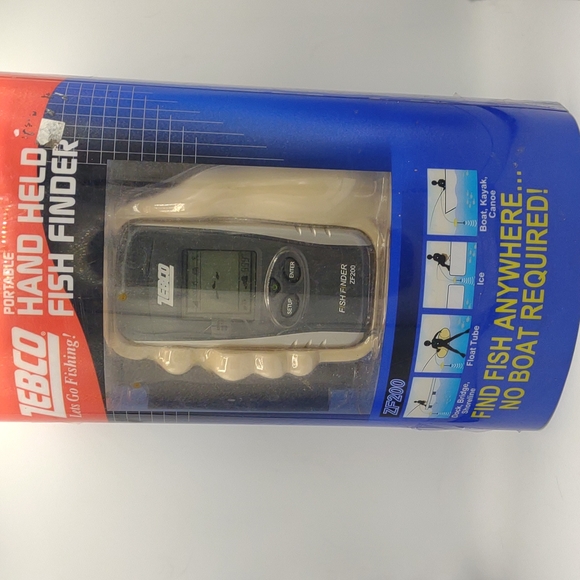 PORTABLE
HAND HELD
FISH FINDER
ZEBCO®
Lets Go Fishing!
ZEBCO
SETUP
ENTER
FISH FINDER
ZF200
ZF200
Boat, Kayak,
Canoe
Ice
Float Tube
Dock, Bridge,
Shoreline
FIND FISH ANYWHERE...
NO BOAT REQUIRED!